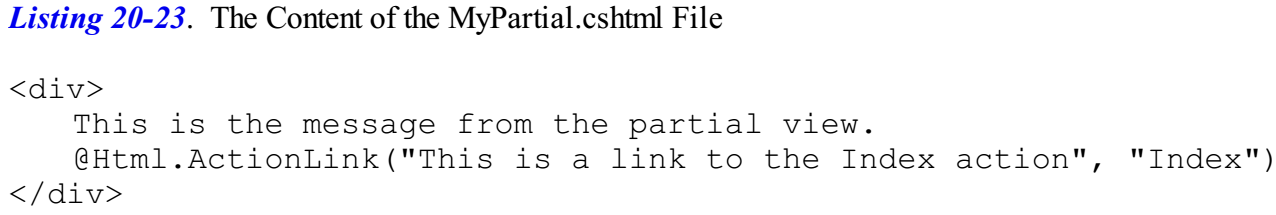 Listing 20-23. The Content of the MyPartial.cshtml File
<div>
    This is the message from the partial view.
    @Html.ActionLink("This is a link to the Index action", "Index")
</div>